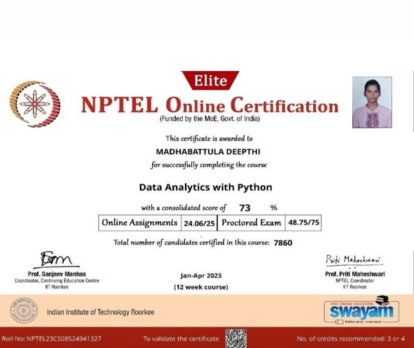 Elite
NPTEL Online Certification
(Funded by the MoE, Govt. of India)
This certificate is awarded to
MADHABATTULA DEEPTHI
for successfully completing the course
Data Analytics with Python
with a consolidated score of 73 %
Online Assignments 24.06/25 Proctored Exam 48.75/75
Total number of candidates certified in this course: 7860
Priti Maheshwari
Prof. Sanjeev Manhas
Coordinator, Continuing Education Centre
IIT Roorkee
Jan-Apr 2023
(12 week course)
Prof. Priti Maheshwari
NPTEL Coordinator
IIT Roorkee
Indian Institute of Technology Roorkee
swayam
Roll No: NPTEL23CS08S24941327
To validate the certificate
No. of credits recommended: 3 or 4